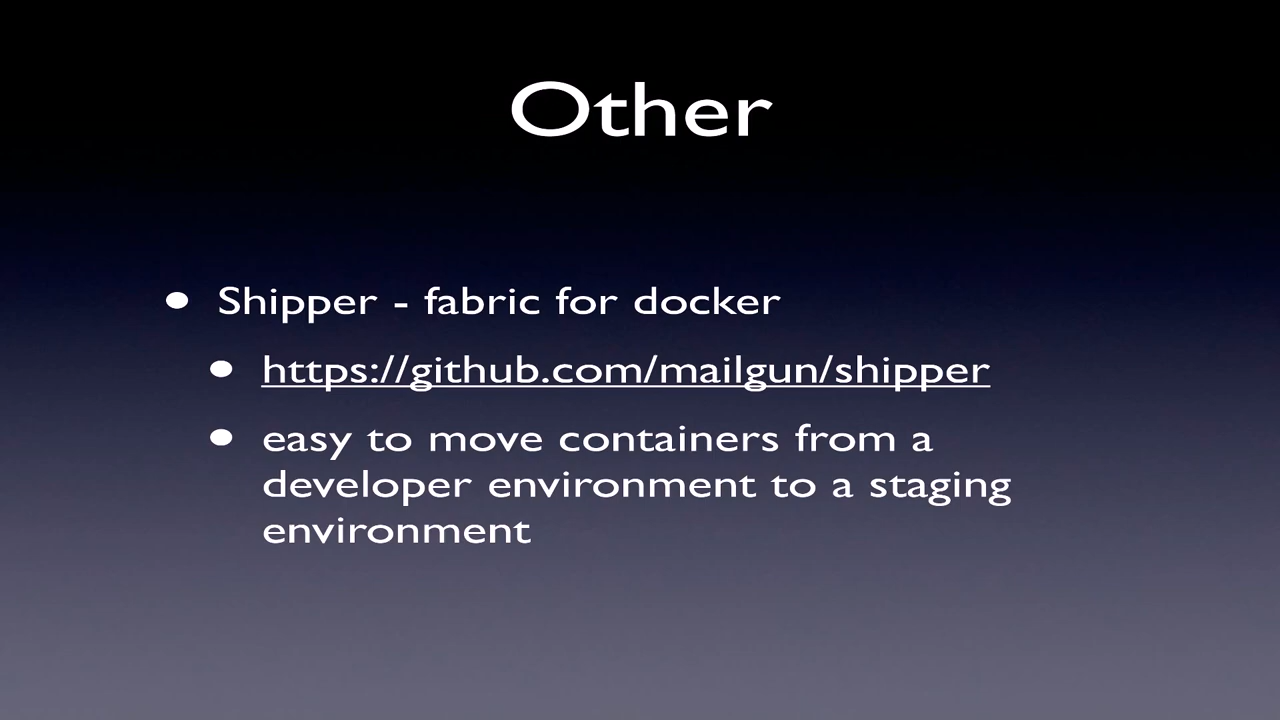 Other
• Shipper - fabric for docker
• https://github.com/mailgun/shipper
• easy to move containers from a
developer environment to a staging
environment